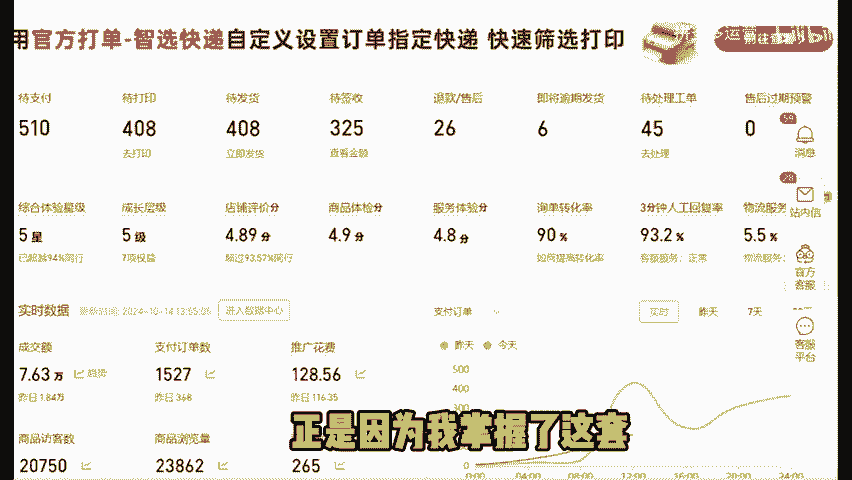 用官方打单-智选快递自定义设置订单指定快递 快速筛选打印
待支付 待打印 待发货 待签收 退款/售后 即将逾期发货 待处理工单 售后过期预警
510 408 408 325 26 6 45 0
去打印 立即发货 查看金额 去处理
59
消息
28
站内信
综合体验星级 成长层级 店铺评价分 商品体检分 服务体验分 询单转化率 3分钟人工回复率 物流服务
5 星 5 级 4.89 分 4.9 分 4.8 分 90 % 93.2 % 5.5 %
已超越94%同行 7项权益 超过93.57%同行 如何提高转化率 客服服务：正常 物流服务：
官方
客服
实时数据 更新时间: 2024-10-14 13:55:05 进入数据中心 支付订单 实时 昨天 7天
客服
平台
昨天 今天
成交额 支付订单数 推广花费
7.63 万 趋势 1527 128.56
昨日 1.84万 昨日 368 昨日 116.35
500
400
300
正是因为我掌握了这套
商品访客数 商品浏览量
20750 23862 265
0
0:00 04:00 08:00 12:00 16:00 20:00 24:00